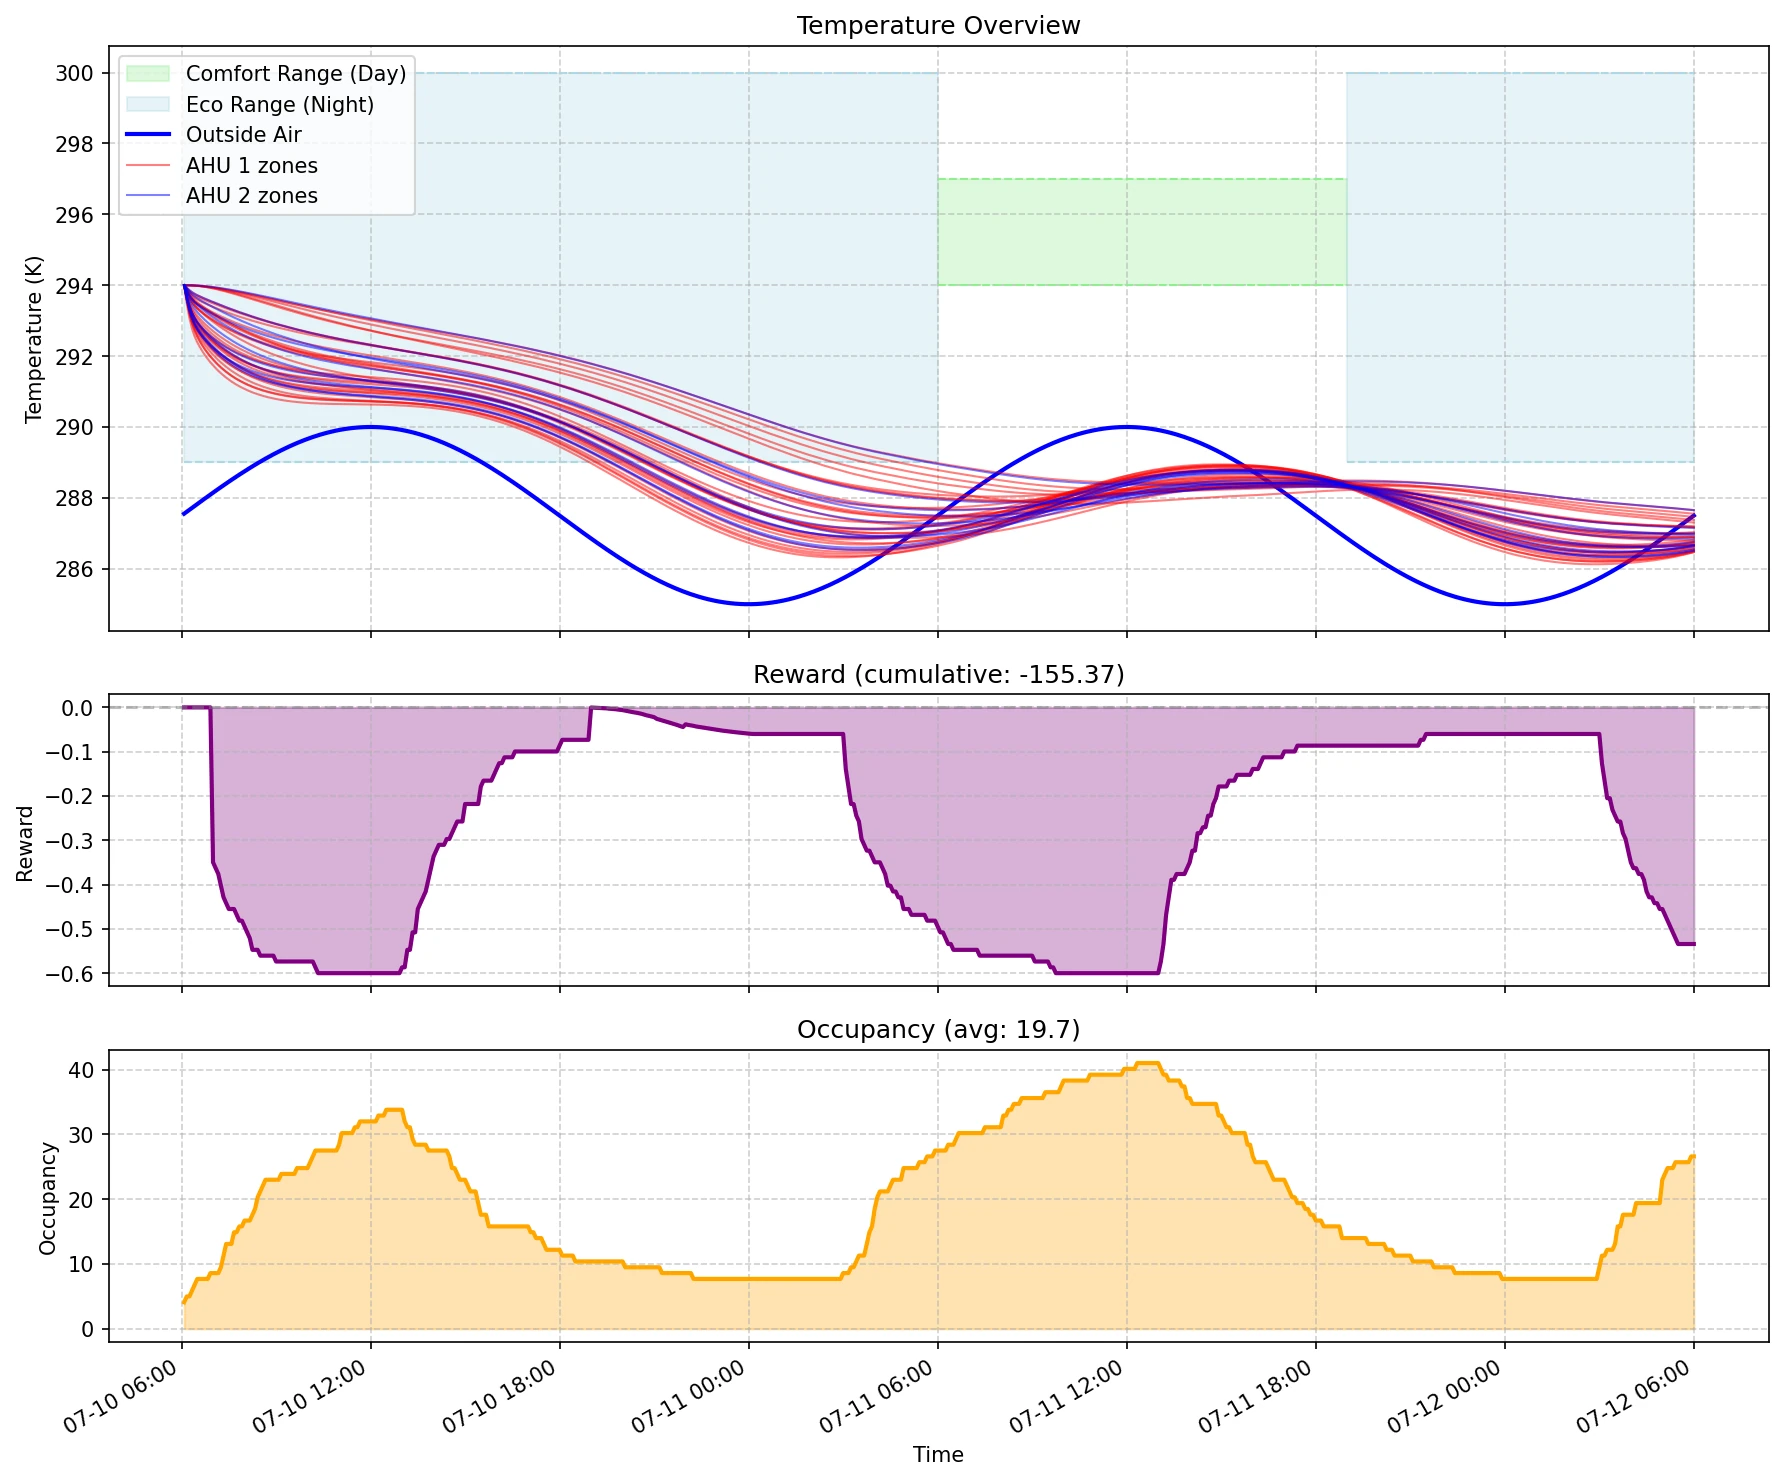 Temperature Overview
Comfort Range (Day)
Eco Range (Night)
Outside Air
AHU 1 zones
AHU 2 zones
Temperature (K)
300
298
296
294
292
290
288
286
Reward (cumulative: -155.37)
Reward
0.0
−0.1
−0.2
−0.3
−0.4
−0.5
−0.6
Occupancy (avg: 19.7)
Occupancy
40
30
20
10
0
07-10 06:00
07-10 12:00
07-10 18:00
07-11 00:00
07-11 06:00
07-11 12:00
07-11 18:00
07-12 00:00
07-12 06:00
Time